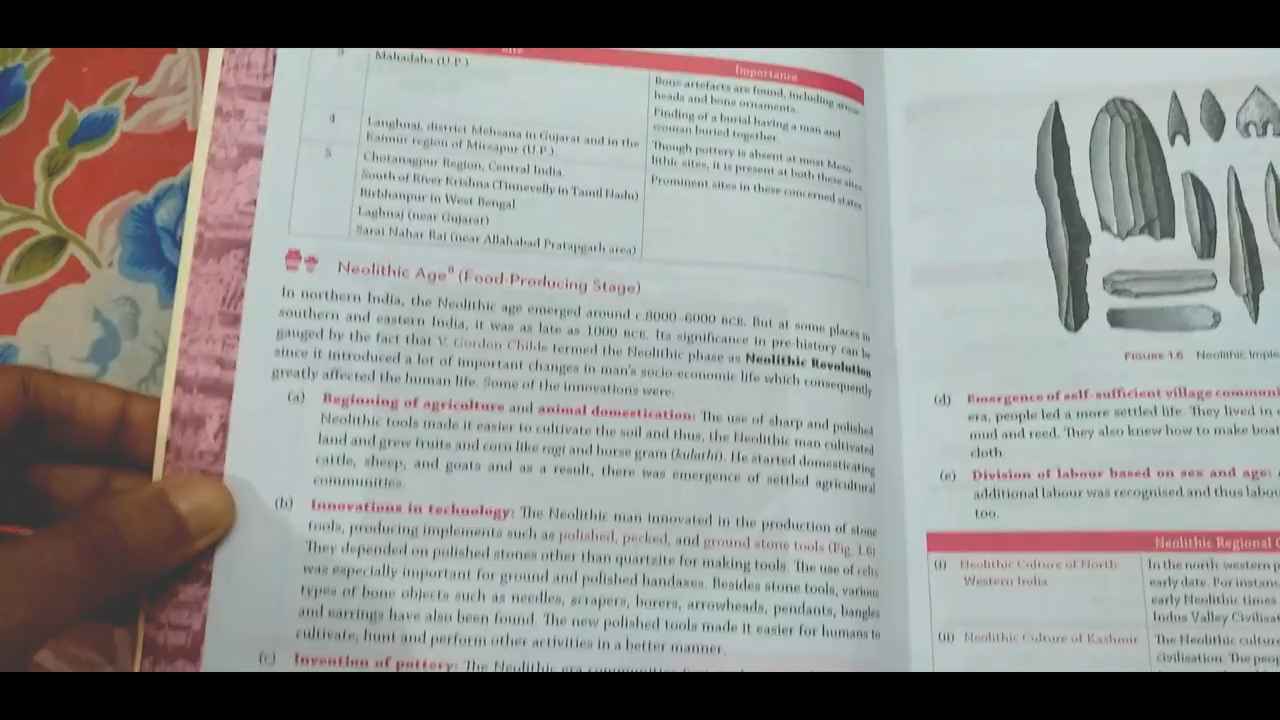 Site
Importance
3
Mahadaha (U.P.)
Bone artefacts are found, including arrow-
heads and bone ornaments.
Finding of a burial having a man and
woman buried together.
4
Langhnaj, district Mehsana in Gujarat and in the
Kannur region of Mirzapur (U.P.)
Though pottery is absent at most Meso
lithic sites, it is present at both these sites
5
Chotanagpur Region, Central India.
South of River Krishna (Tinnevelly in Tamil Nadu)
Birbhanpur in West Bengal
Laghnaj (near Gujarat)
Sarai Nahar Rai (near Allahabad Pratapgarh area)
Prominent sites in these concerned states
Neolithic Age⁸ (Food-Producing Stage)
In northern India, the Neolithic age emerged around c.8000–6000 BCE. But at some places in
southern and eastern India, it was as late as 1000 BCE. Its significance in pre-history can be
gauged by the fact that V. Gordon Childe termed the Neolithic phase as Neolithic Revolution
since it introduced a lot of important changes in man's socio-economic life which consequently
greatly affected the human life. Some of the innovations were:
(a) Beginning of agriculture and animal domestication: The use of sharp and polished
Neolithic tools made it easier to cultivate the soil and thus, the Neolithic man cultivated
land and grew fruits and corn like ragi and horse gram (kulathi). He started domesticating
cattle, sheep, and goats and as a result, there was emergence of settled agricultural
communities.
(b) Innovations in technology: The Neolithic man innovated in the production of stone
tools, producing implements such as polished, pecked, and ground stone tools (Fig. 1.6)
They depended on polished stones other than quartzite for making tools. The use of celts
was especially important for ground and polished handaxes. Besides stone tools, various
types of bone objects such as needles, scrapers, borers, arrowheads, pendants, bangles
and earrings have also been found. The new polished tools made it easier for humans to
cultivate, hunt and perform other activities in a better manner.
(c) Invention of pottery: The Neolithic era communities
FIGURE 1.6 Neolithic Imple
(d) Emergence of self-sufficient village commun
era, people led a more settled life. They lived in
mud and reed. They also knew how to make boat
cloth.
(e) Division of labour based on sex and age:
additional labour was recognised and thus labou
too.
Neolithic Regional C
(i) Neolithic Culture of North
Western India
In the north-western p
early date. For instanc
early Neolithic times
Indus Valley Civilisat
(ii) Neolithic Culture of Kashmir
The Neolithic culture
civilisation. The peop